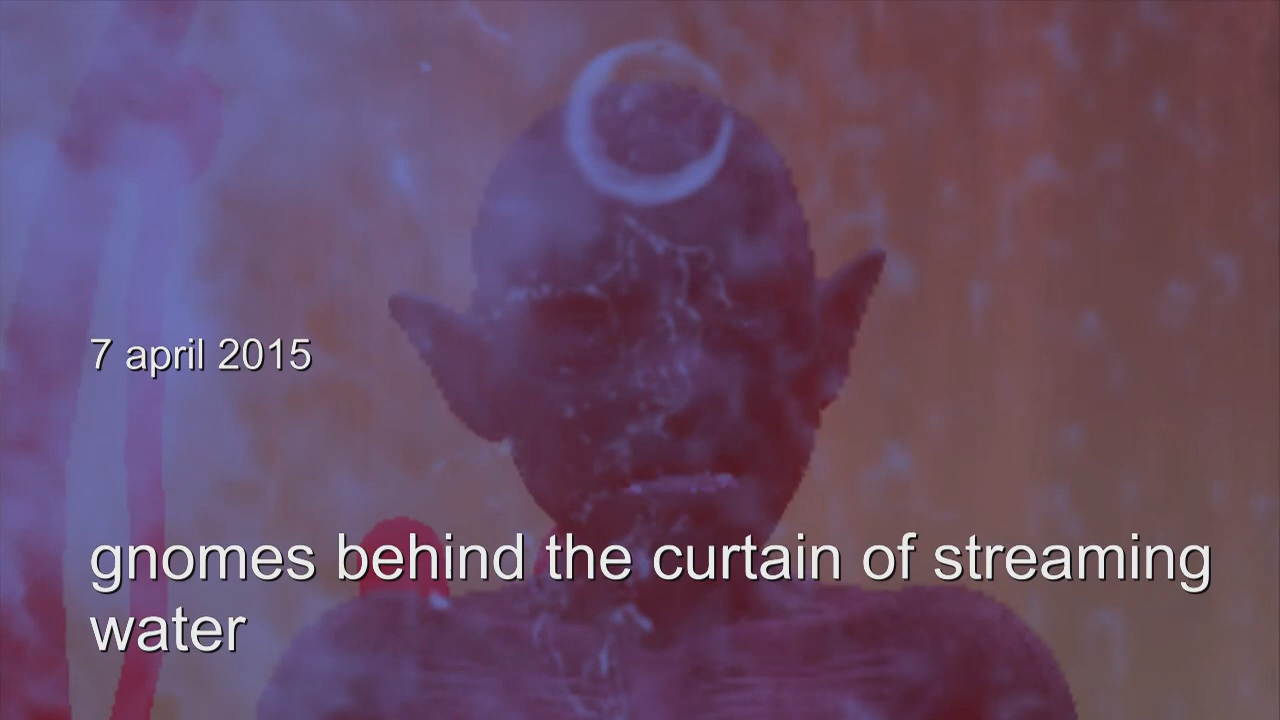 7 april 2015
gnomes behind the curtain of streaming
water